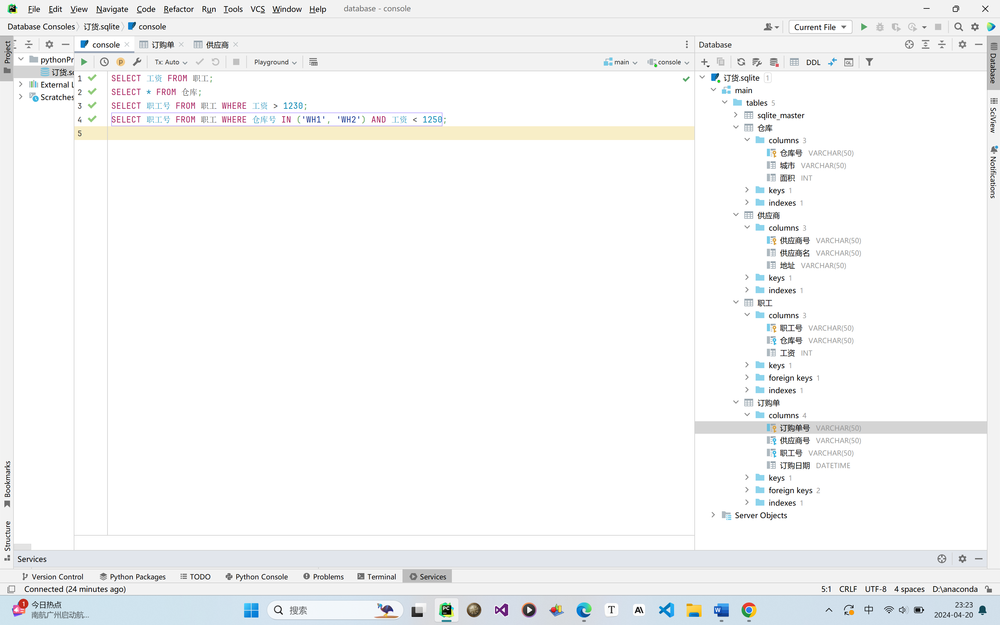 File Edit View Navigate Code Refactor Run Tools VCS Window Help database - console
Database Consoles 订货.sqlite console
Current File
Project
console
订购单
供应商
Tx: Auto
Playground
main
console
pythonPr
订货.sc
External L
Scratches
1 SELECT 工资 FROM 职工;
2 SELECT * FROM 仓库;
3 SELECT 职工号 FROM 职工 WHERE 工资 > 1230;
4 SELECT 职工号 FROM 职工 WHERE 仓库号 IN ('WH1', 'WH2') AND 工资 < 1250;
5
Database
DDL
QL
订货.sqlite 1
main
tables 5
sqlite_master
仓库
columns 3
仓库号 VARCHAR(50)
城市 VARCHAR(50)
面积 INT
keys 1
indexes 1
供应商
columns 3
供应商号 VARCHAR(50)
供应商名 VARCHAR(50)
地址 VARCHAR(50)
keys 1
indexes 1
职工
columns 3
职工号 VARCHAR(50)
仓库号 VARCHAR(50)
工资 INT
keys 1
foreign keys 1
indexes 1
订购单
columns 4
订购单号 VARCHAR(50)
供应商号 VARCHAR(50)
职工号 VARCHAR(50)
订购日期 DATETIME
keys 1
foreign keys 2
indexes 1
Server Objects
Database
SciView
Notifications
Bookmarks
Structure
Services
Version Control Python Packages TODO Python Console Problems Terminal Services
Connected (24 minutes ago)
5:1 CRLF UTF-8 4 spaces D:\anaconda
1
今日热点
南航广州启动航...
搜索
中
23:23
2024-04-20